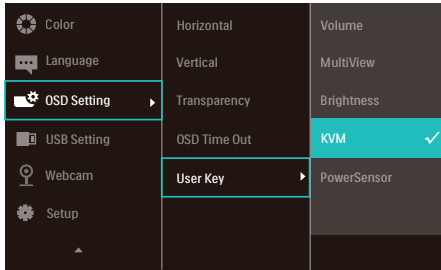 Color
Language
OSD Setting
USB Setting
Webcam
Setup
Horizontal
Vertical
Transparency
OSD Time Out
User Key
Volume
MultiView
Brightness
KVM
PowerSensor